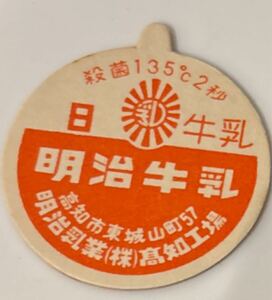 殺菌135℃2秒
日 乳 牛乳
明治牛乳
高知市東城山町57
明治乳業(株)高知工場